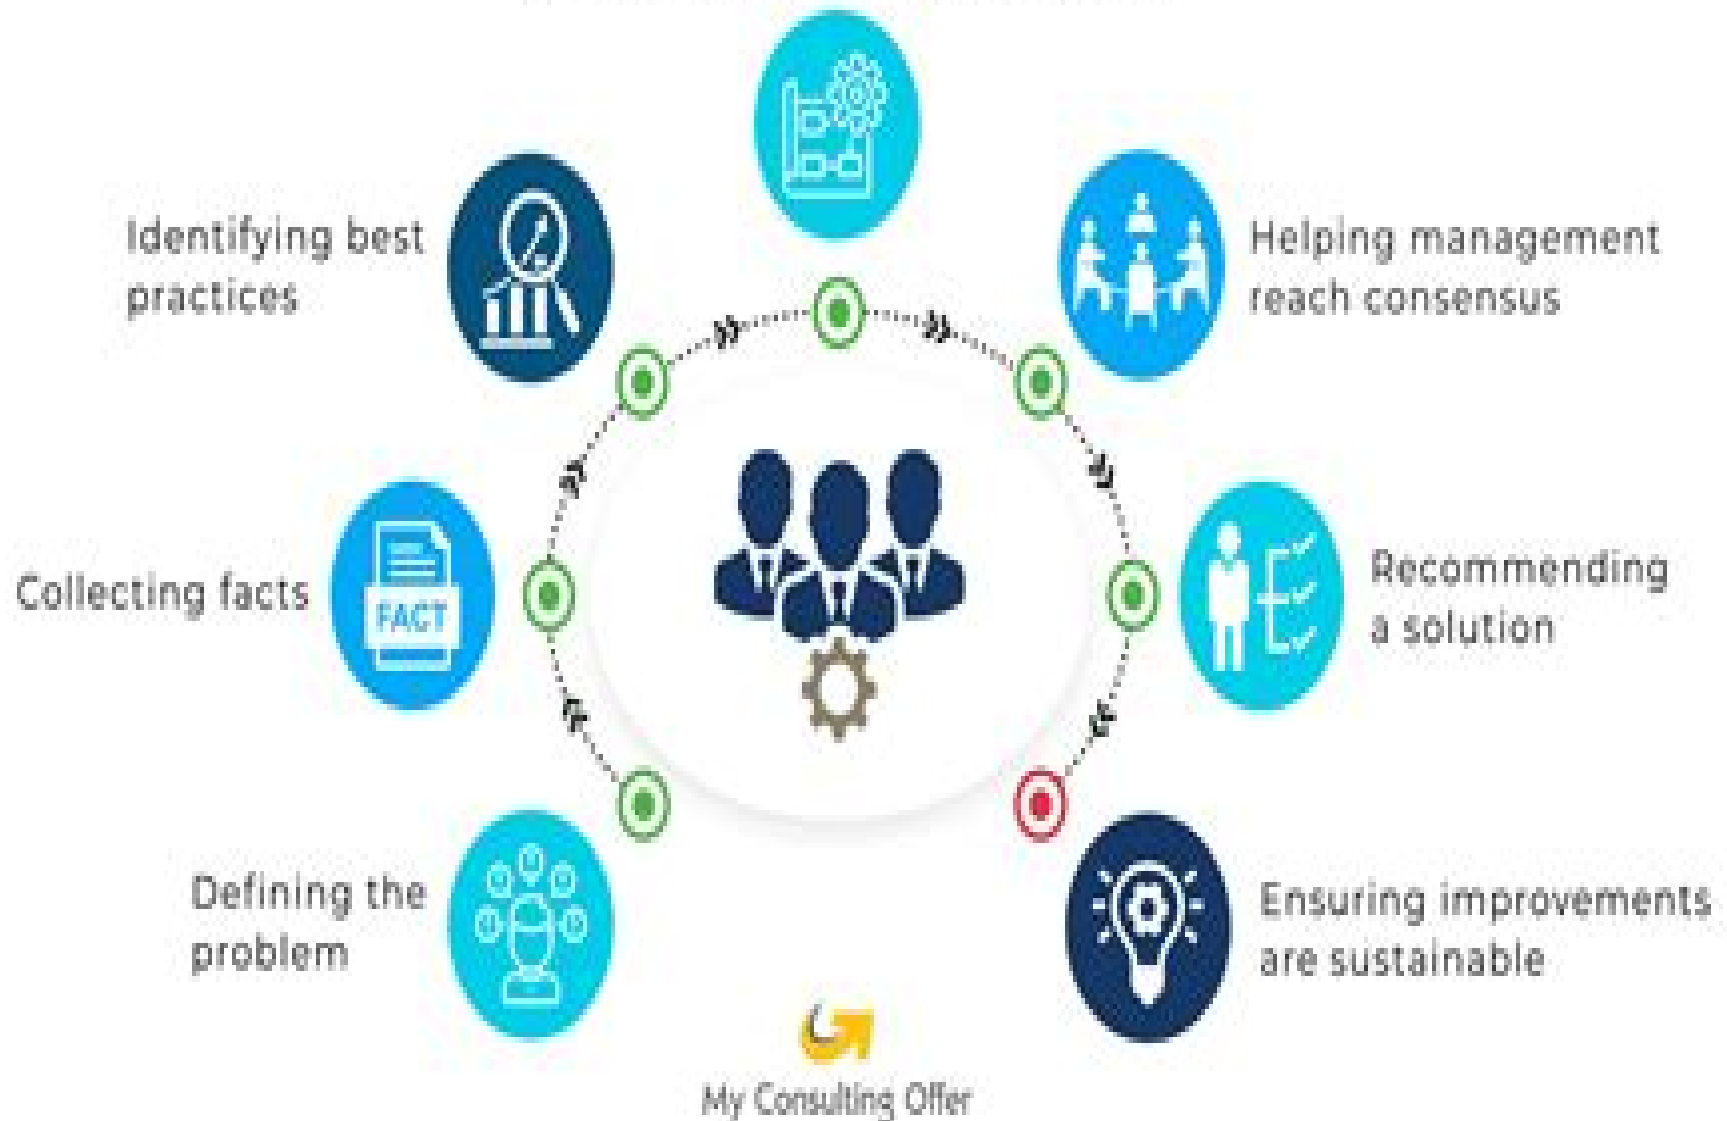 Identifying best
practices
Helping management
reach consensus
Collecting facts
FACT
Recommending
a solution
Defining the
problem
Ensuring improvements
are sustainable
My Consulting Offer